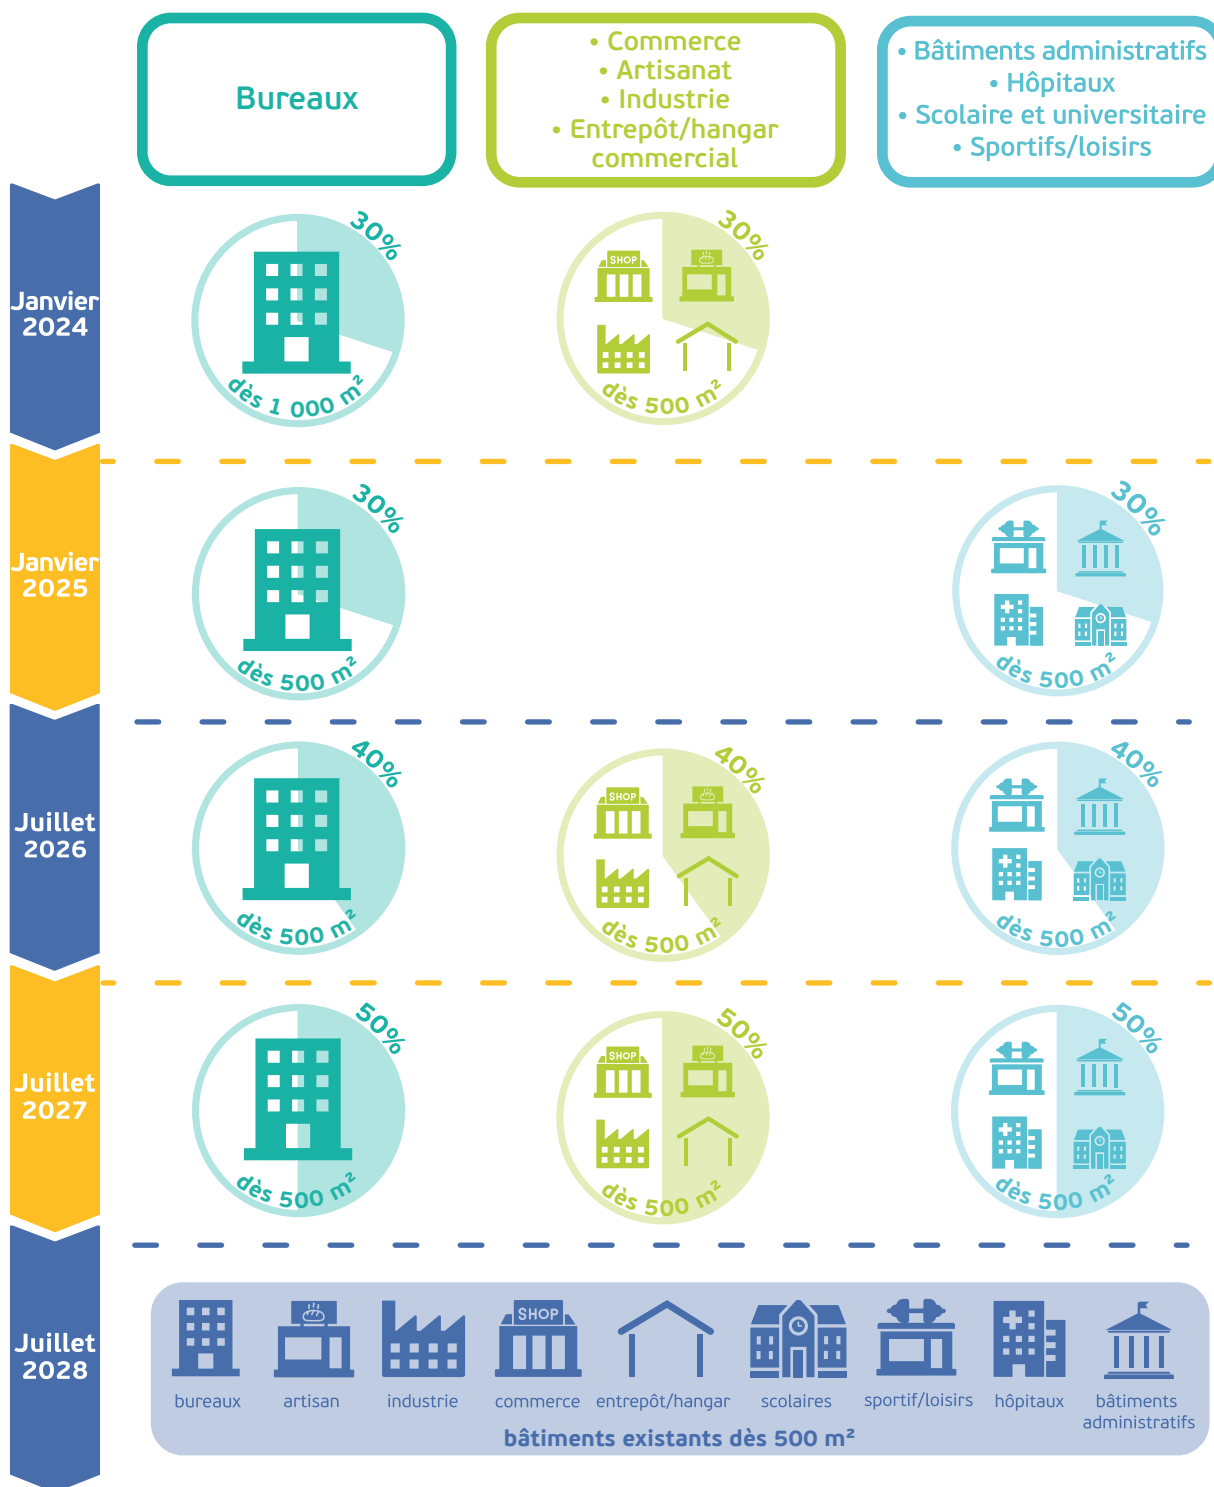 Bureaux
• Commerce
• Artisanat
• Industrie
• Entrepôt/hangar
commercial
• Bâtiments administratifs
• Hôpitaux
• Scolaire et universitaire
• Sportifs/loisirs
Janvier
2024
30%
dès 1 000 m²
30%
SHOP
dès 500 m²
Janvier
2025
30%
dès 500 m²
30%
dès 500 m²
Juillet
2026
40%
dès 500 m²
40%
SHOP
dès 500 m²
40%
dès 500 m²
Juillet
2027
50%
dès 500 m²
50%
SHOP
dès 500 m²
50%
dès 500 m²
Juillet
2028
SHOP
bureaux
artisan
industrie
commerce
entrepôt/hangar
scolaires
sportif/loisirs
hôpitaux
bâtiments
administratifs
bâtiments existants dès 500 m²